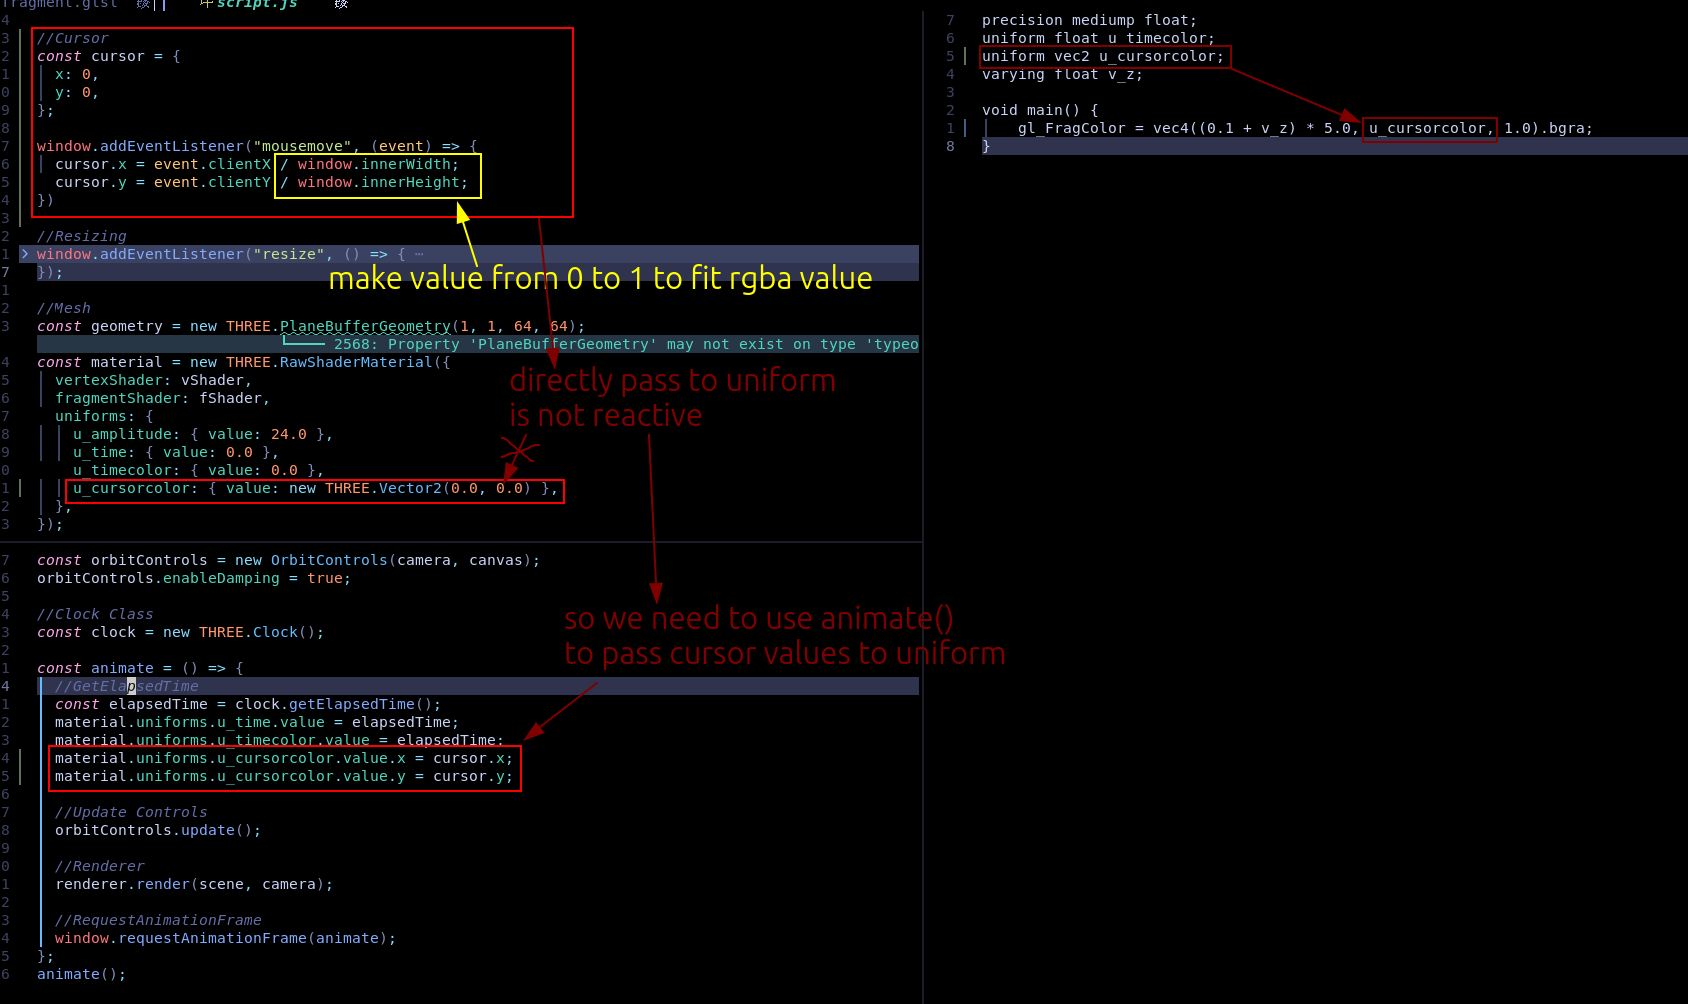 fragment.glsl script.js
4
3 //Cursor
2 const cursor = {
1 x: 0,
0 y: 0,
9 };
8
7 window.addEventListener("mousemove", (event) => {
6 cursor.x = event.clientX / window.innerWidth;
5 cursor.y = event.clientY / window.innerHeight;
4 })
3
2 //Resizing
1 > window.addEventListener("resize", () => { ⋯
7 });
make value from 0 to 1 to fit rgba value
1
2 //Mesh
3 const geometry = new THREE.PlaneBufferGeometry(1, 1, 64, 64);
2568: Property 'PlaneBufferGeometry' may not exist on type 'typeo
4 const material = new THREE.RawShaderMaterial({
5 vertexShader: vShader,
6 fragmentShader: fShader,
7 uniforms: {
8 u_amplitude: { value: 24.0 },
9 u_time: { value: 0.0 },
0 u_timecolor: { value: 0.0 },
1 u_cursorcolor: { value: new THREE.Vector2(0.0, 0.0) },
2 },
3 });
directly pass to uniform
is not reactive
7 const orbitControls = new OrbitControls(camera, canvas);
6 orbitControls.enableDamping = true;
5
4 //Clock Class
3 const clock = new THREE.Clock();
2
1 const animate = () => {
4 //GetElapsedTime
1 const elapsedTime = clock.getElapsedTime();
2 material.uniforms.u_time.value = elapsedTime;
3 material.uniforms.u_timecolor.value = elapsedTime;
4 material.uniforms.u_cursorcolor.value.x = cursor.x;
5 material.uniforms.u_cursorcolor.value.y = cursor.y;
6
7 //Update Controls
8 orbitControls.update();
9
0 //Renderer
1 renderer.render(scene, camera);
2
3 //RequestAnimationFrame
4 window.requestAnimationFrame(animate);
5 };
6 animate();
so we need to use animate()
to pass cursor values to uniform
7 precision mediump float;
6 uniform float u_timecolor;
5 uniform vec2 u_cursorcolor;
4 varying float v_z;
3
2 void main() {
1 gl_FragColor = vec4((0.1 + v_z) * 5.0, u_cursorcolor, 1.0).bgra;
8 }